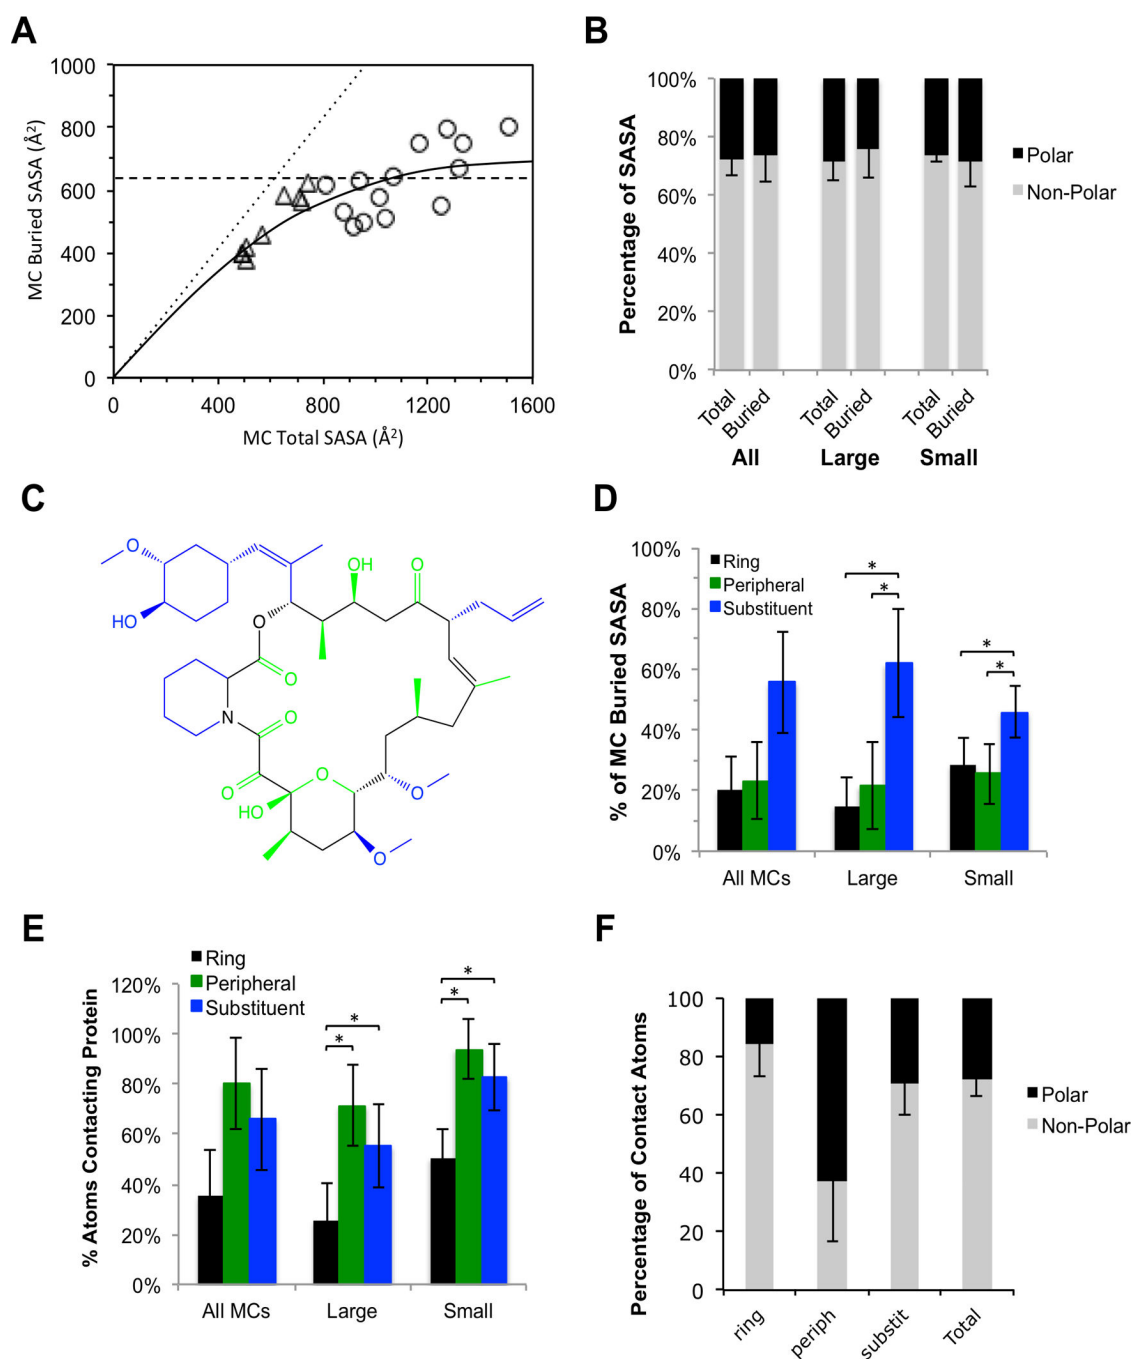 A
MC Buried SASA (Å²)
1000
800
600
400
200
0
0 400 800 1200 1600
MC Total SASA (Å²)
B
Percentage of SASA
100%
80%
60%
40%
20%
0%
Polar
Non-Polar
Total Buried Total Buried Total Buried
All Large Small
C
O
HO
OH
O
O
O
N
O
O
O
HO
O
O
D
% of MC Buried SASA
100%
80%
60%
40%
20%
0%
Ring
Peripheral
Substituent
* * * *
All MCs Large Small
E
% Atoms Contacting Protein
120%
100%
80%
60%
40%
20%
0%
Ring
Peripheral
Substituent
* * * *
All MCs Large Small
F
Percentage of Contact Atoms
100
80
60
40
20
0
Polar
Non-Polar
ring periph substit Total